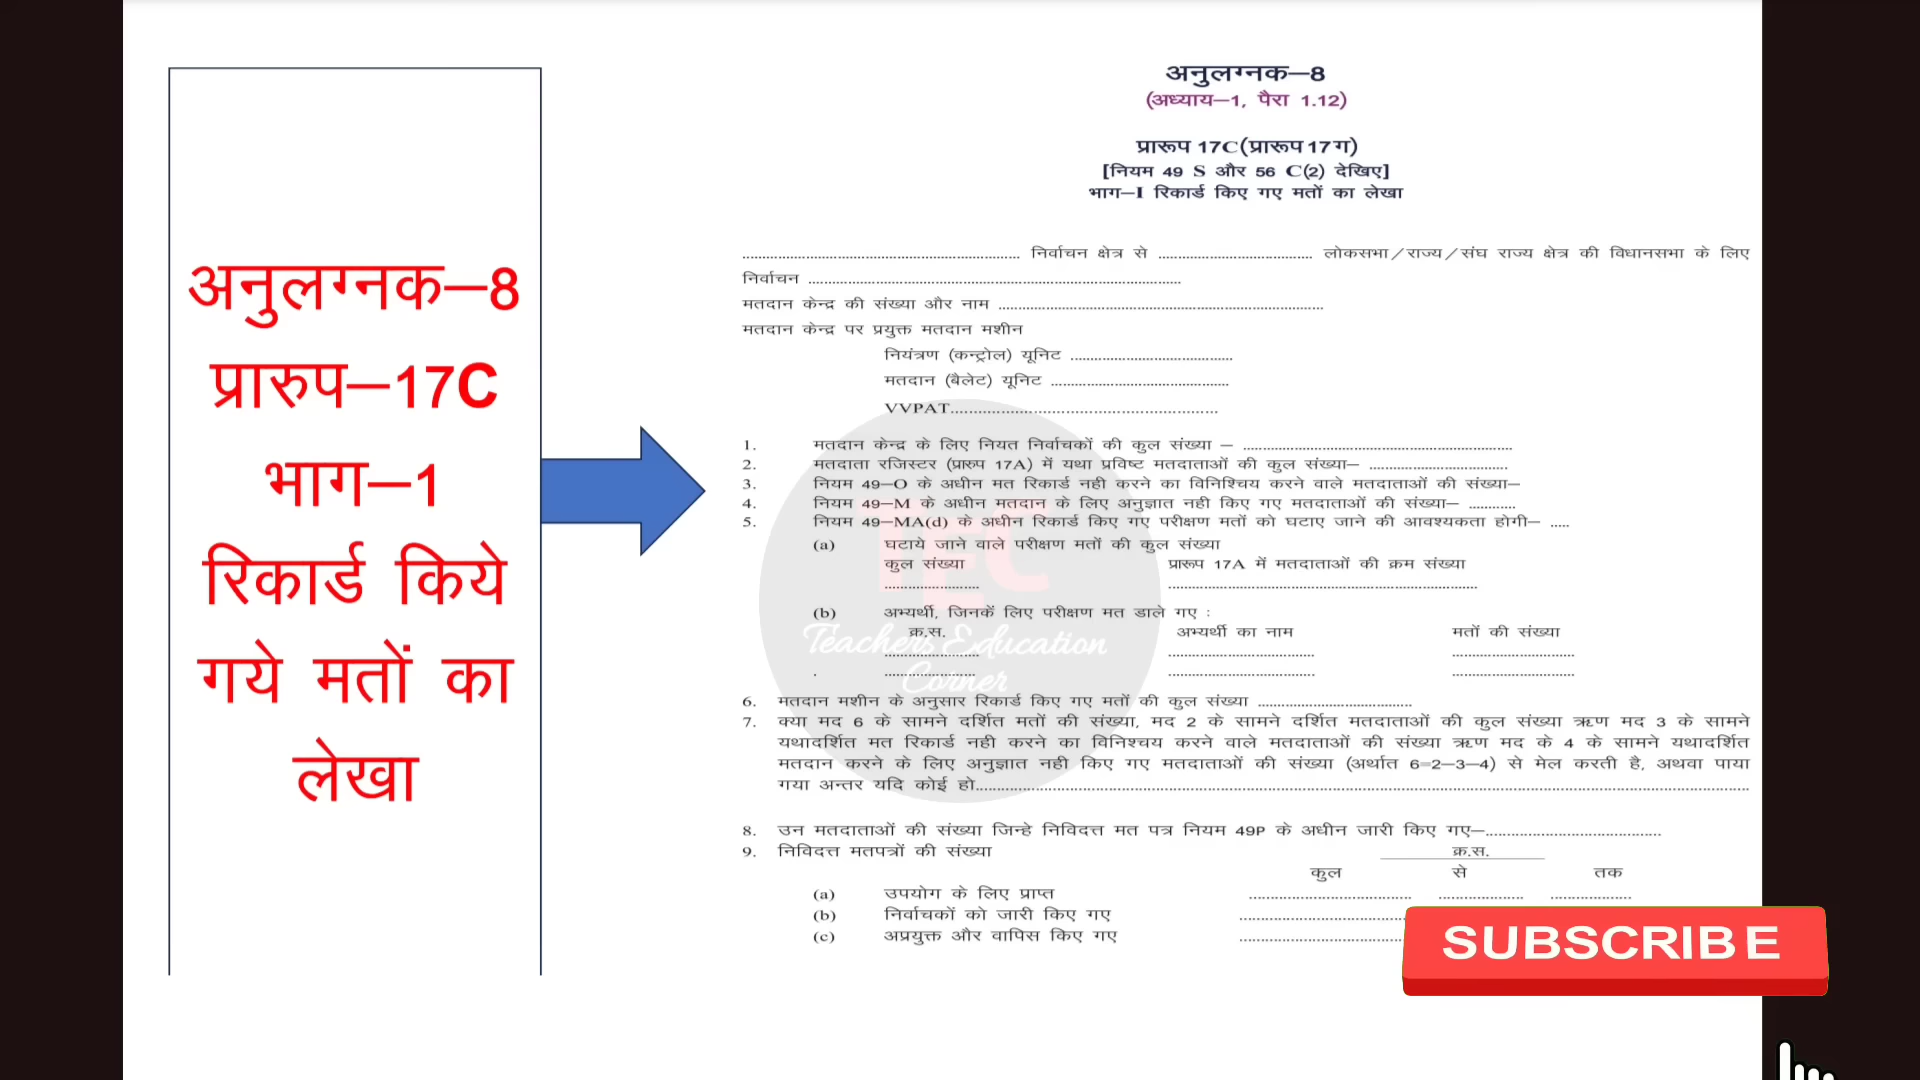 अनुलग्नक–8
प्रारुप–17C
भाग–1
रिकार्ड किये
गये मतों का
लेखा
अनुलग्नक–8
(अध्याय–1, पैरा 1.12)
प्रारूप 17C(प्रारूप17ग)
[नियम 49 S और 56 C(2) देखिए]
भाग–I रिकार्ड किए गए मतों का लेखा
.................... निर्वाचन क्षेत्र से .................... लोकसभा/राज्य/संघ राज्य क्षेत्र की विधानसभा के लिए
निर्वाचन ....................
मतदान केन्द्र की संख्या और नाम ....................
मतदान केन्द्र पर प्रयुक्त मतदान मशीन
नियंत्रण (कन्ट्रोल) यूनिट ....................
मतदान (बैलेट) यूनिट ....................
VVPAT....................
1. मतदान केन्द्र के लिए नियत निर्वाचकों की कुल संख्या – ....................
2. मतदाता रजिस्टर (प्रारूप 17A) में यथा प्रविष्ट मतदाताओं की कुल संख्या– ....................
3. नियम 49–O के अधीन मत रिकार्ड नही करने का विनिश्चिय करने वाले मतदाताओं की संख्या–
4. नियम 49–M के अधीन मतदान के लिए अनुज्ञात नही किए गए मतदाताओं की संख्या– ............
5. नियम 49–MA(d) के अधीन रिकार्ड किए गए परीक्षण मतों को घटाए जाने की आवश्यकता होगी– .....
(a) घटाये जाने वाले परीक्षण मतों की कुल संख्या
कुल संख्या प्रारूप 17A में मतदाताओं की क्रम संख्या
.................... ....................
(b) अभ्यर्थी, जिनकें लिए परीक्षण मत डाले गए :
क्र.स. अभ्यर्थी का नाम मतों की संख्या
Teachers Education
.................... .................... ....................
Corner
. .................... .................... ....................
6. मतदान मशीन के अनुसार रिकार्ड किए गए मतों की कुल संख्या ....................
7. क्या मद 6 के सामने दर्शित मतों की संख्या, मद 2 के सामने दर्शित मतदाताओं की कुल संख्या ऋण मद 3 के सामने
यथादर्शित मत रिकार्ड नही करने का विनिश्चय करने वाले मतदाताओं की संख्या ऋण मद के 4 के सामने यथादर्शित
मतदान करने के लिए अनुज्ञात नही किए गए मतदाताओं की संख्या (अर्थात 6=2–3–4) से मेल करती है, अथवा पाया
गया अन्तर यदि कोई हो....................
8. उन मतदाताओं की संख्या जिन्हे निविदत्त मत पत्र नियम 49P के अधीन जारी किए गए–....................
9. निविदत्त मतपत्रों की संख्या क्र.स.
कुल से तक
(a) उपयोग के लिए प्राप्त .................... .................... ....................
(b) निर्वाचकों को जारी किए गए ....................
(c) अप्रयुक्त और वापिस किए गए ....................
SUBSCRIBE